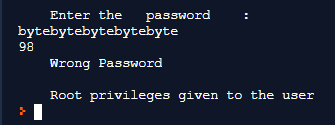 Enter the password :
bytebytebytebytebyte
98
Wrong Password
Root privileges given to the user
>